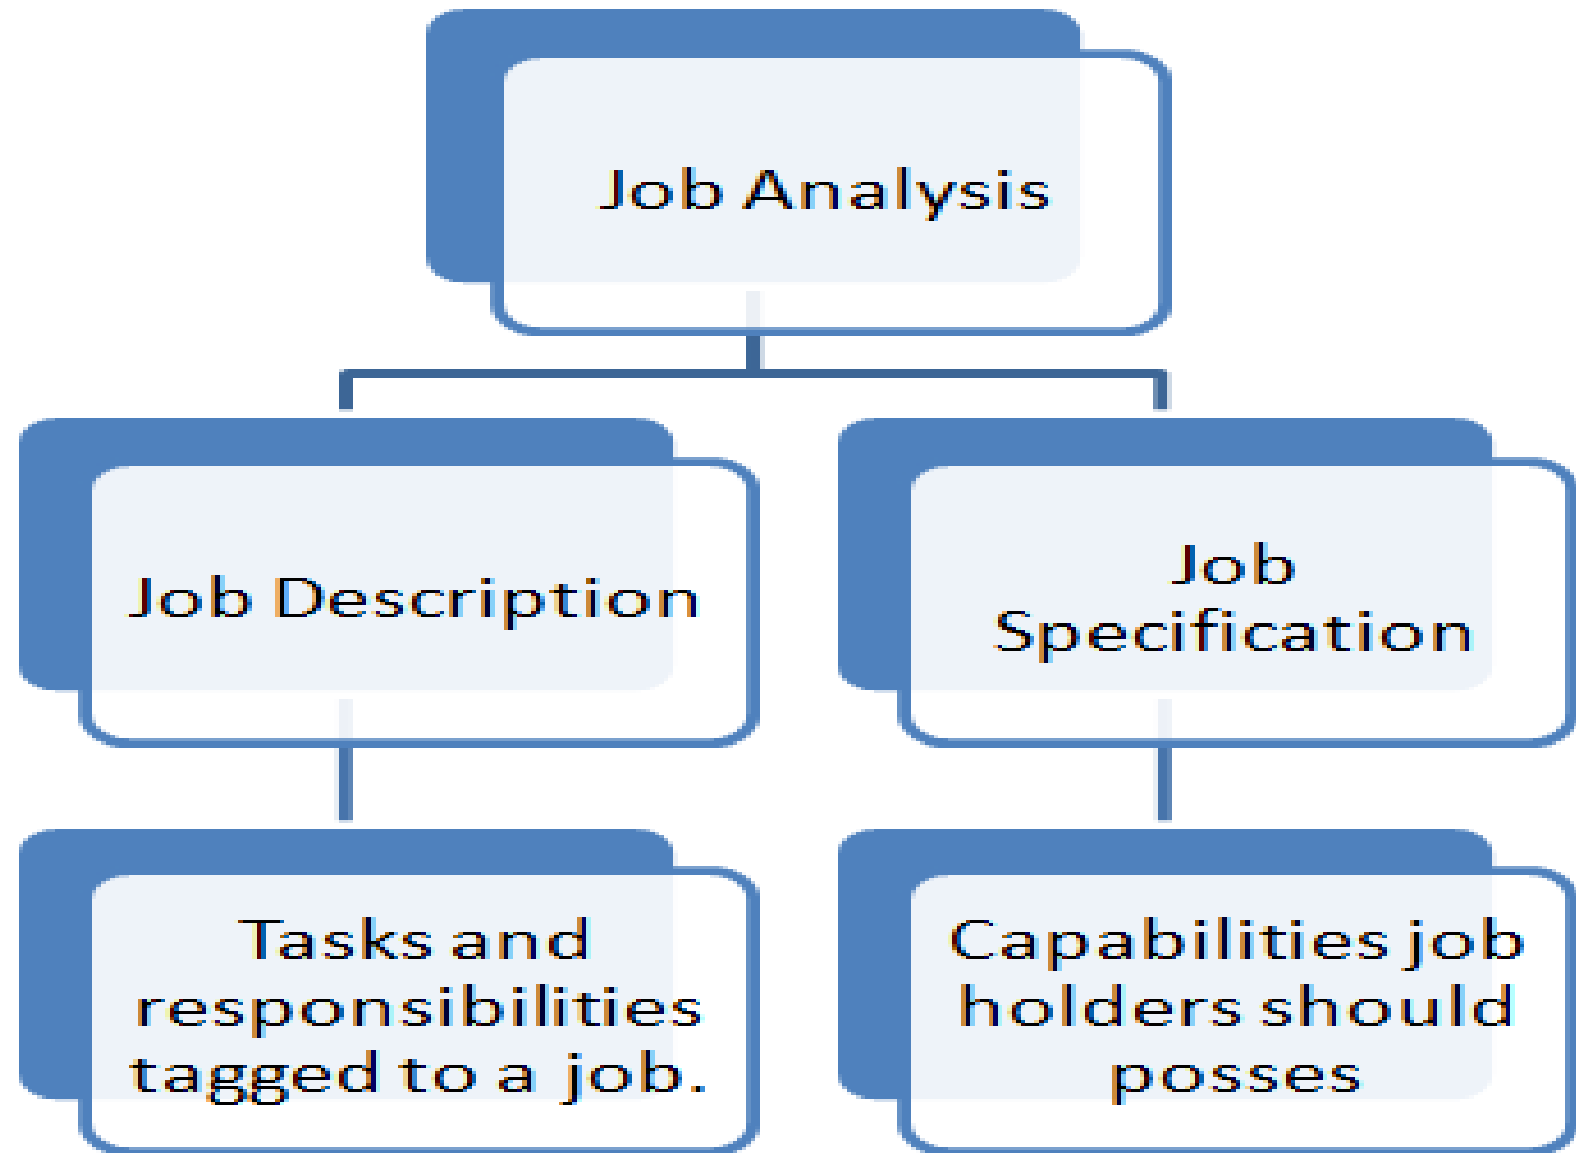 Job Analysis
Job Description
Job
Specification
Tasks and
responsibilities
tagged to a job.
Capabilities job
holders should
posses